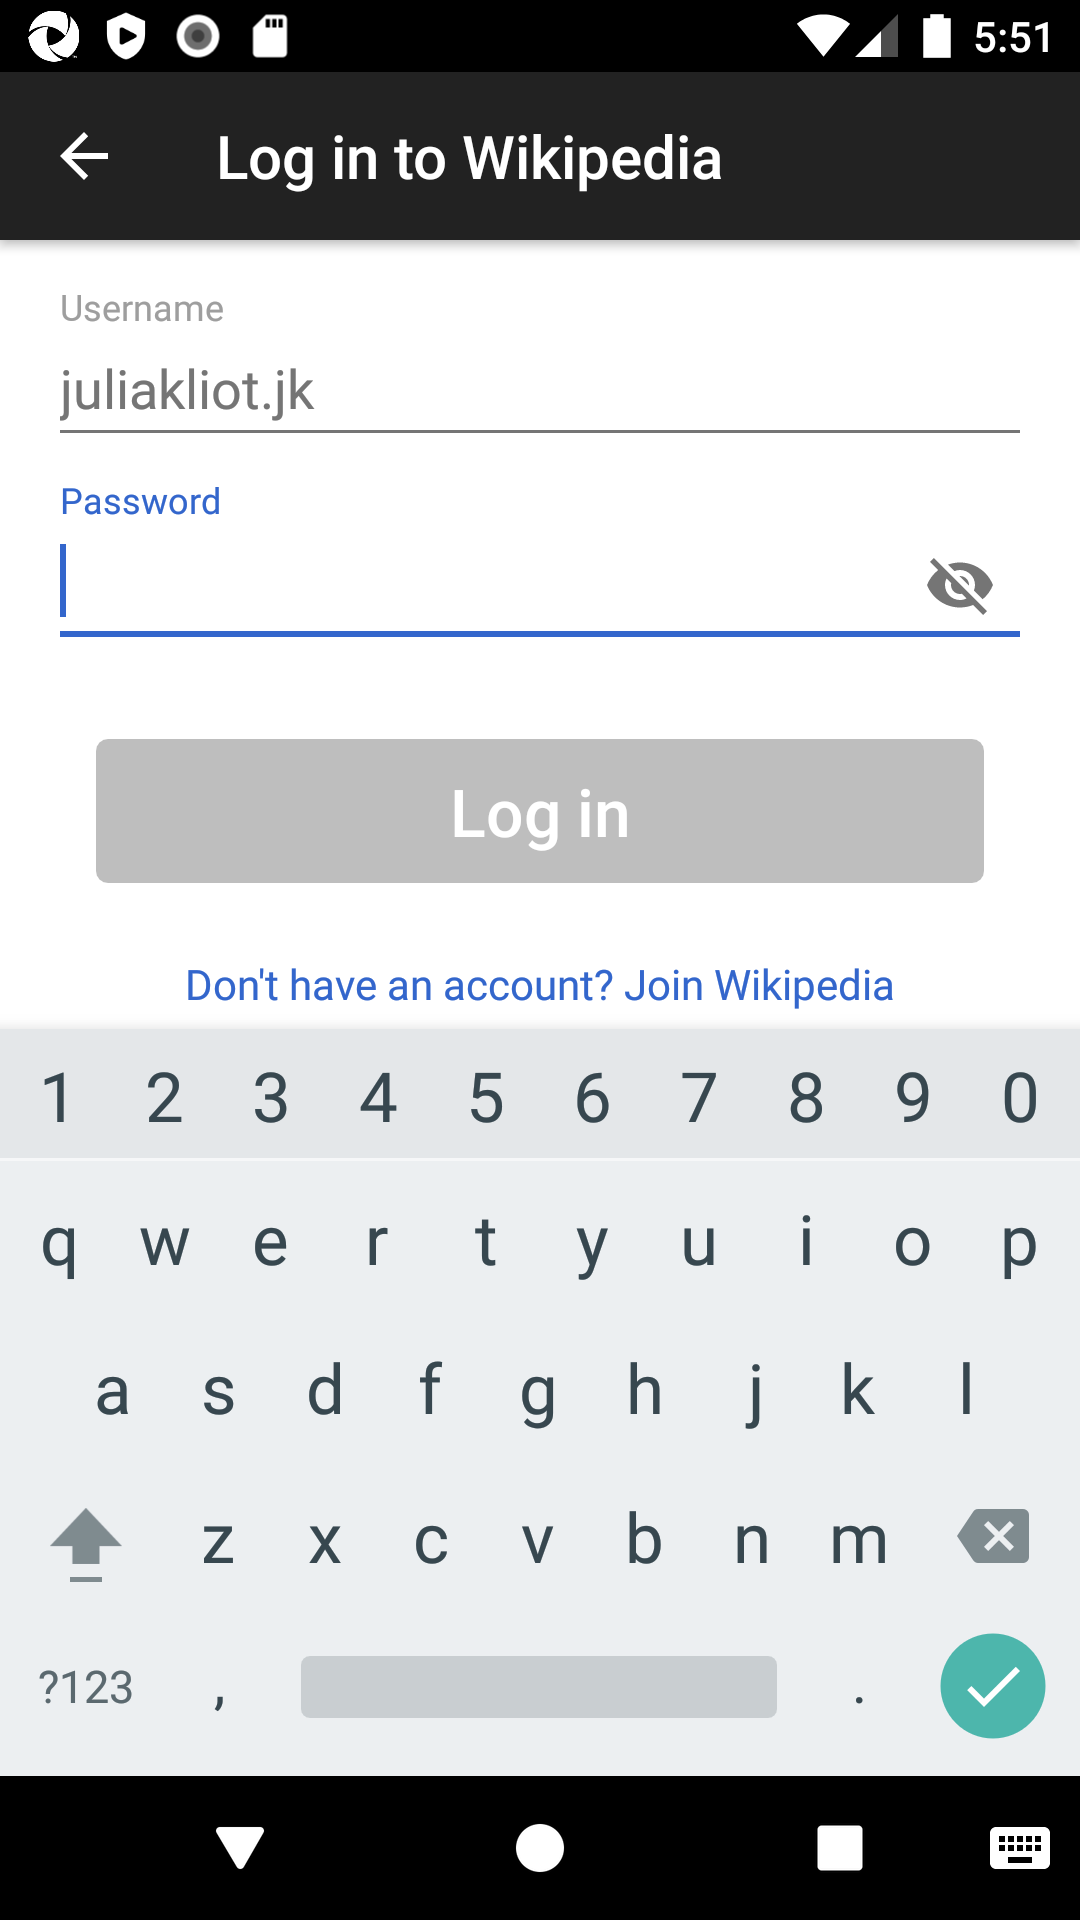 5:51
Log in to Wikipedia
Username
juliakliot.jk
Password
Log in
Don't have an account? Join Wikipedia
1 2 3 4 5 6 7 8 9 0
q w e r t y u i o p
a s d f g h j k l
z x c v b n m
?123 , .